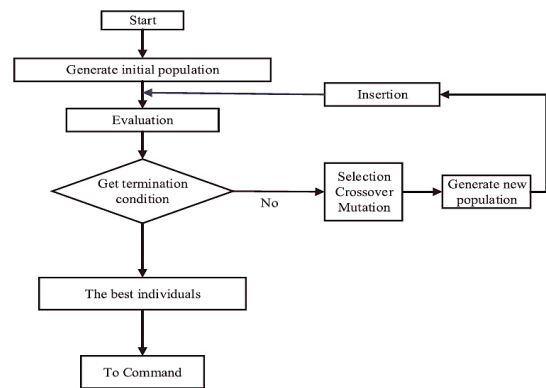 Start
Generate initial population
Insertion
Evaluation
Get termination
condition
No
Selection
Crossover
Mutation
Generate new
population
The best individuals
To Command